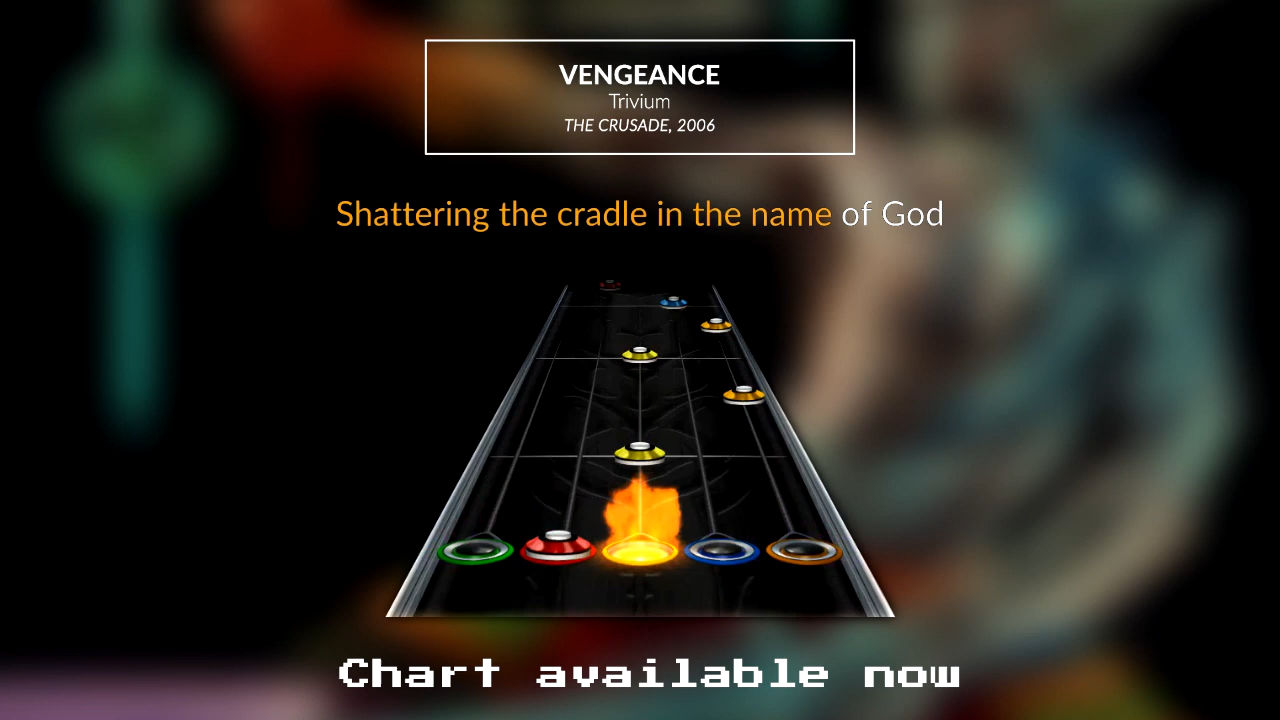 VENGEANCE
Trivium
THE CRUSADE, 2006
Shattering the cradle in the name of God
Chart available now